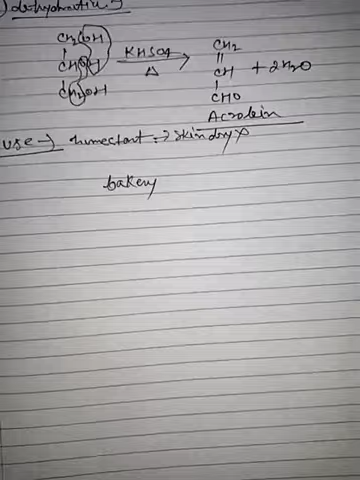 ) dehydration →
CH2OH
CHOH
CH2OH
KHSO4
Δ
CH2
||
CH
CHO
+ 2H2O
Acrolein
use → humectant :→ skin dry x
bakery